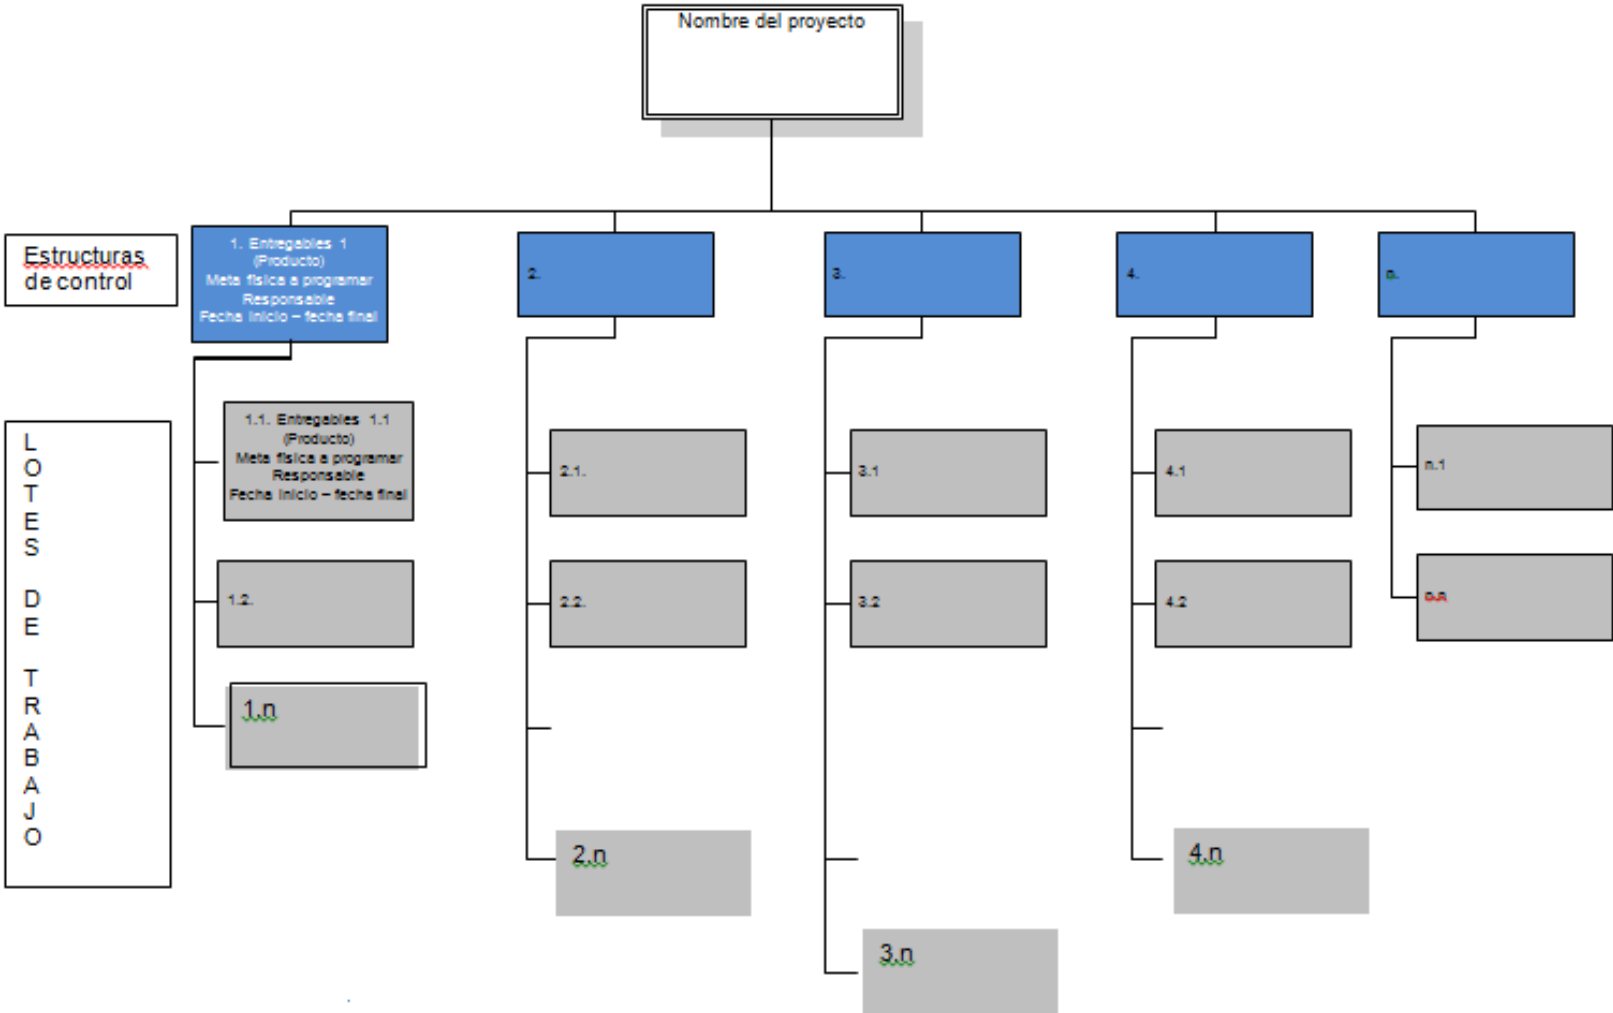 Nombre del proyecto
Estructuras
de control
1. Entregables 1
(Producto)
Meta física a programar
Responsable
Fecha inicio – fecha final
2.
3.
4.
n.
L
O
T
E
S
D
E
T
R
A
B
A
J
O
1.1. Entregables 1.1
(Producto)
Meta física a programar
Responsable
Fecha inicio – fecha final
2.1.
3.1
4.1
n.1
1.2.
2.2.
3.2
4.2
n.n
1.n
2.n
4.n
3.n